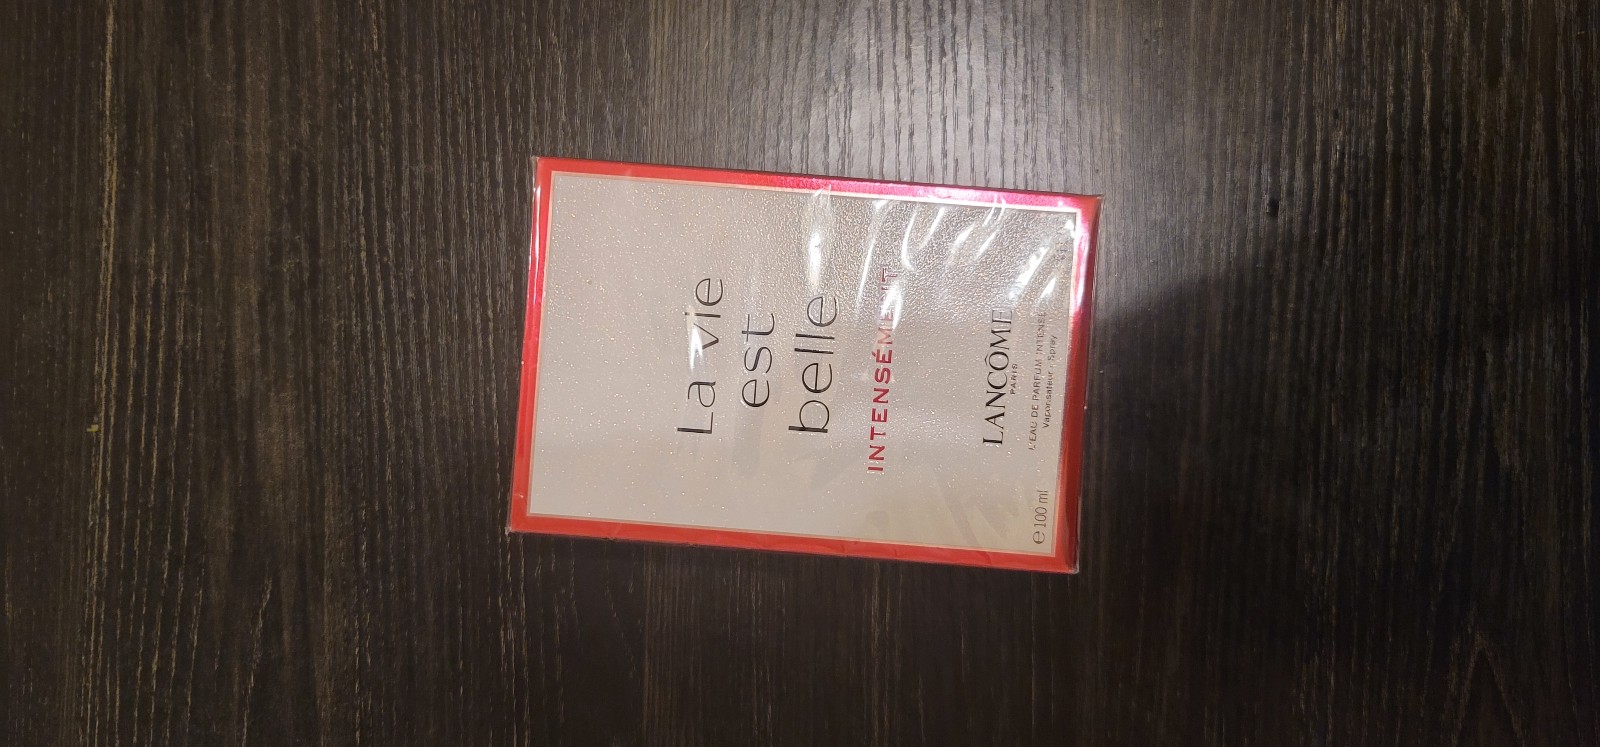 La vie
est
belle
INTENSÉMENT
LANCÔME
PARIS
L'EAU DE PARFUM INTENSE
Vaporisateur - Spray
e 100 ml